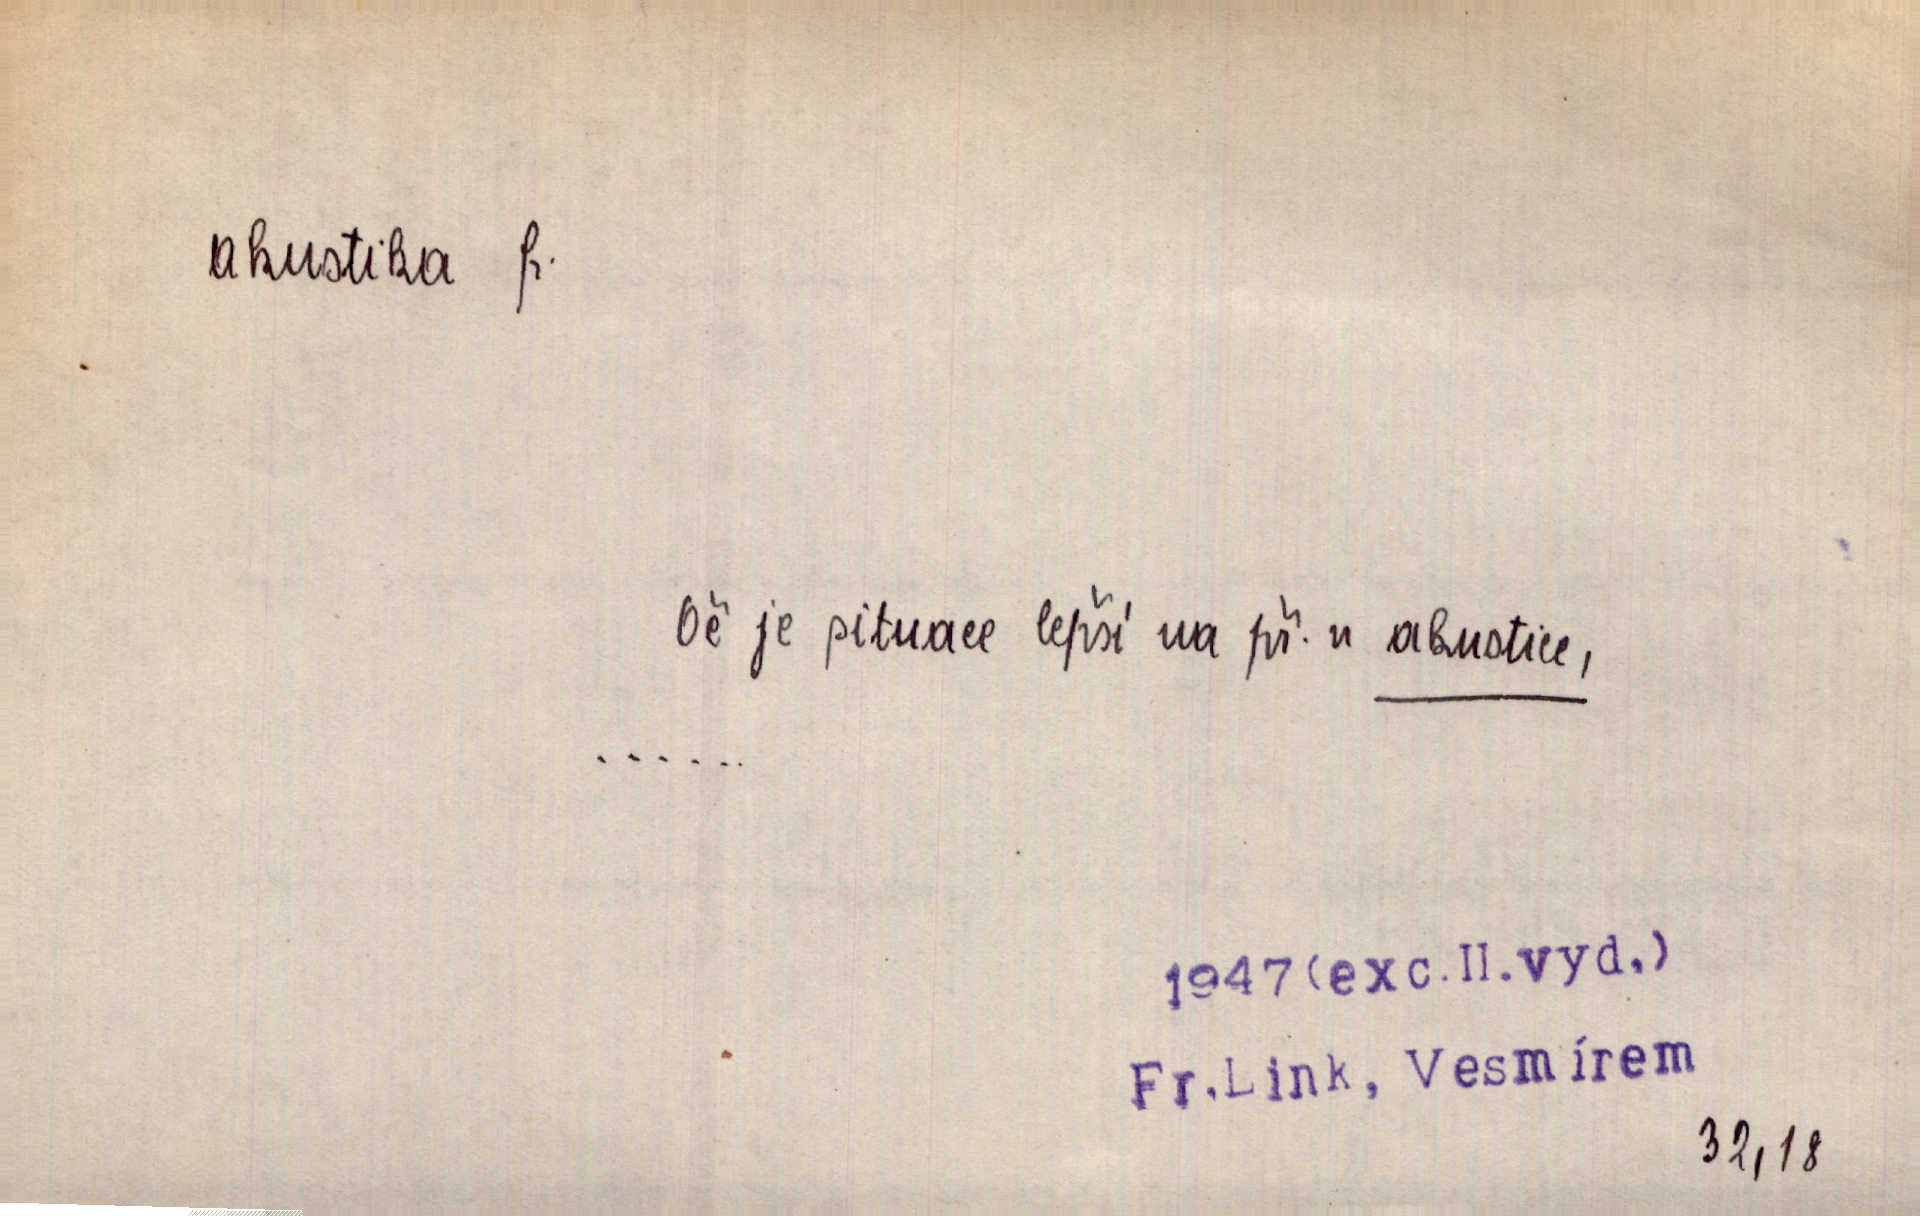 akustika f.
Oč je situace lepší na př. u akustice,
......
1947(exc.II.vyd.)
Fr.Link, Vesmírem
32,18